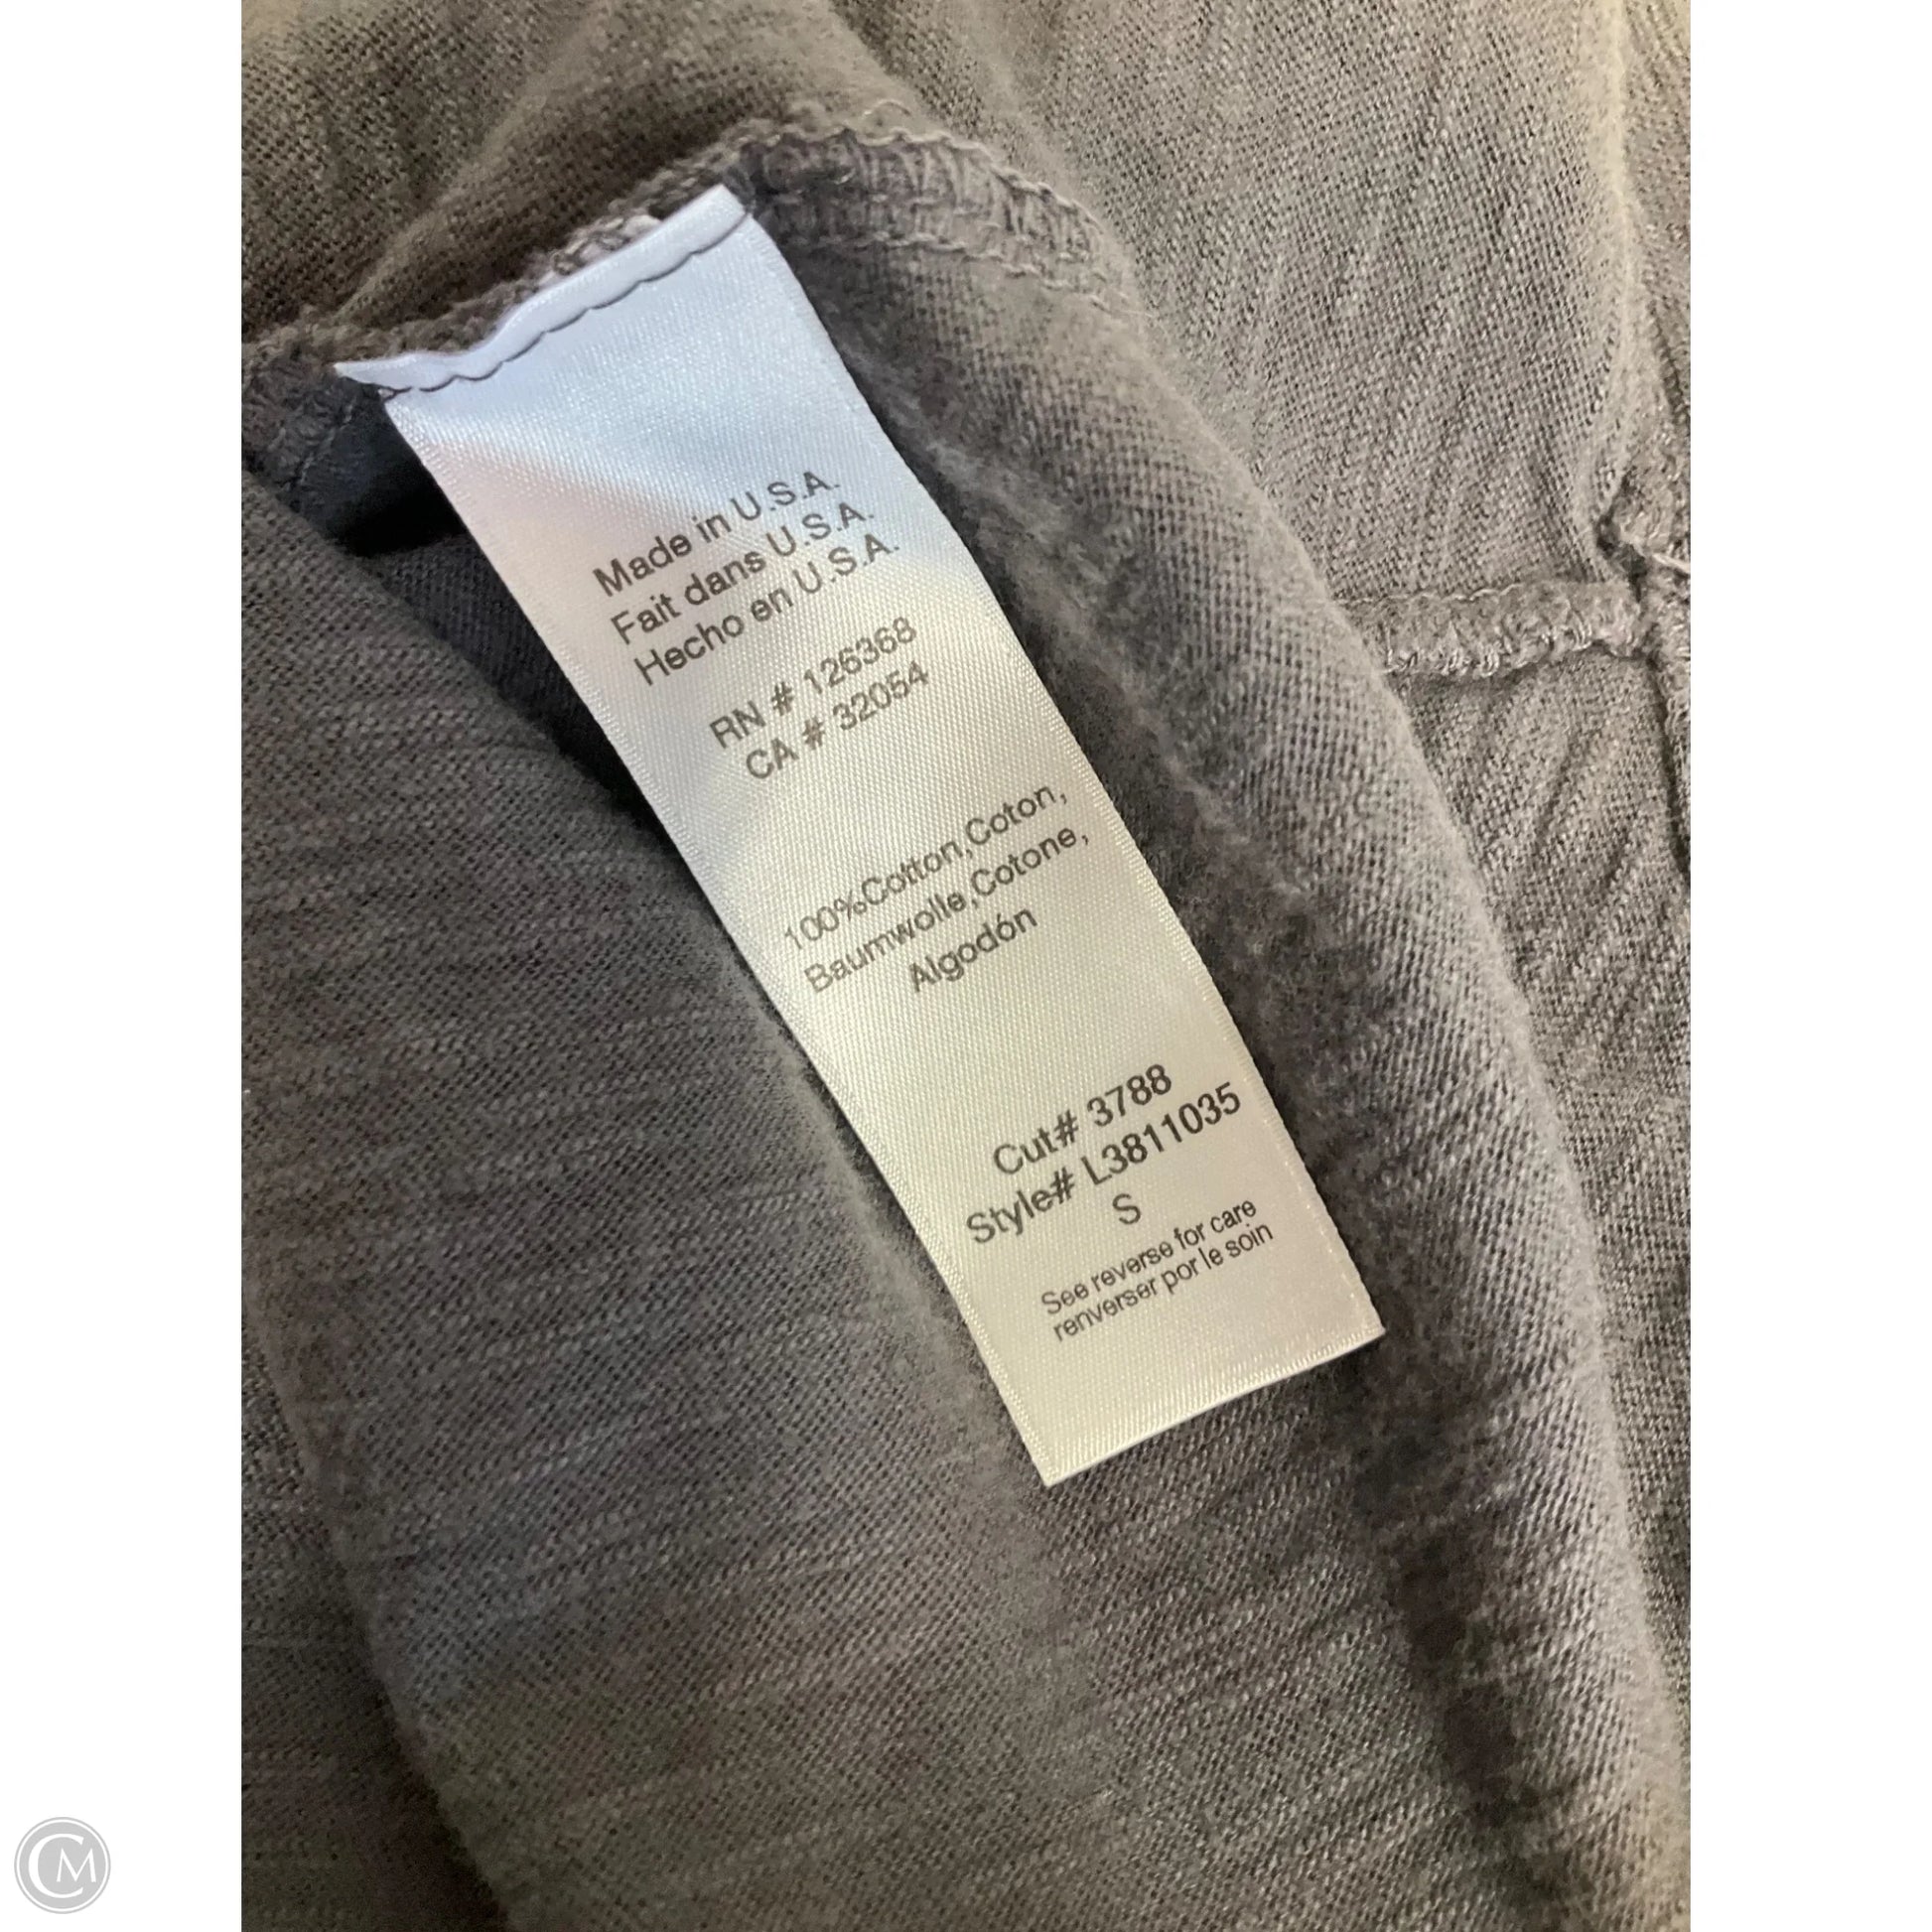 Made in U.S.A.
Fait dans U.S.A.
Hecho en U.S.A.
RN # 126368
CA # 32054
100%Cotton,Coton,
Baumwolle,Cotone,
Algodón
Cut# 3788
Style# L3811035
S
See reverse for care
renverser por le soin
CM